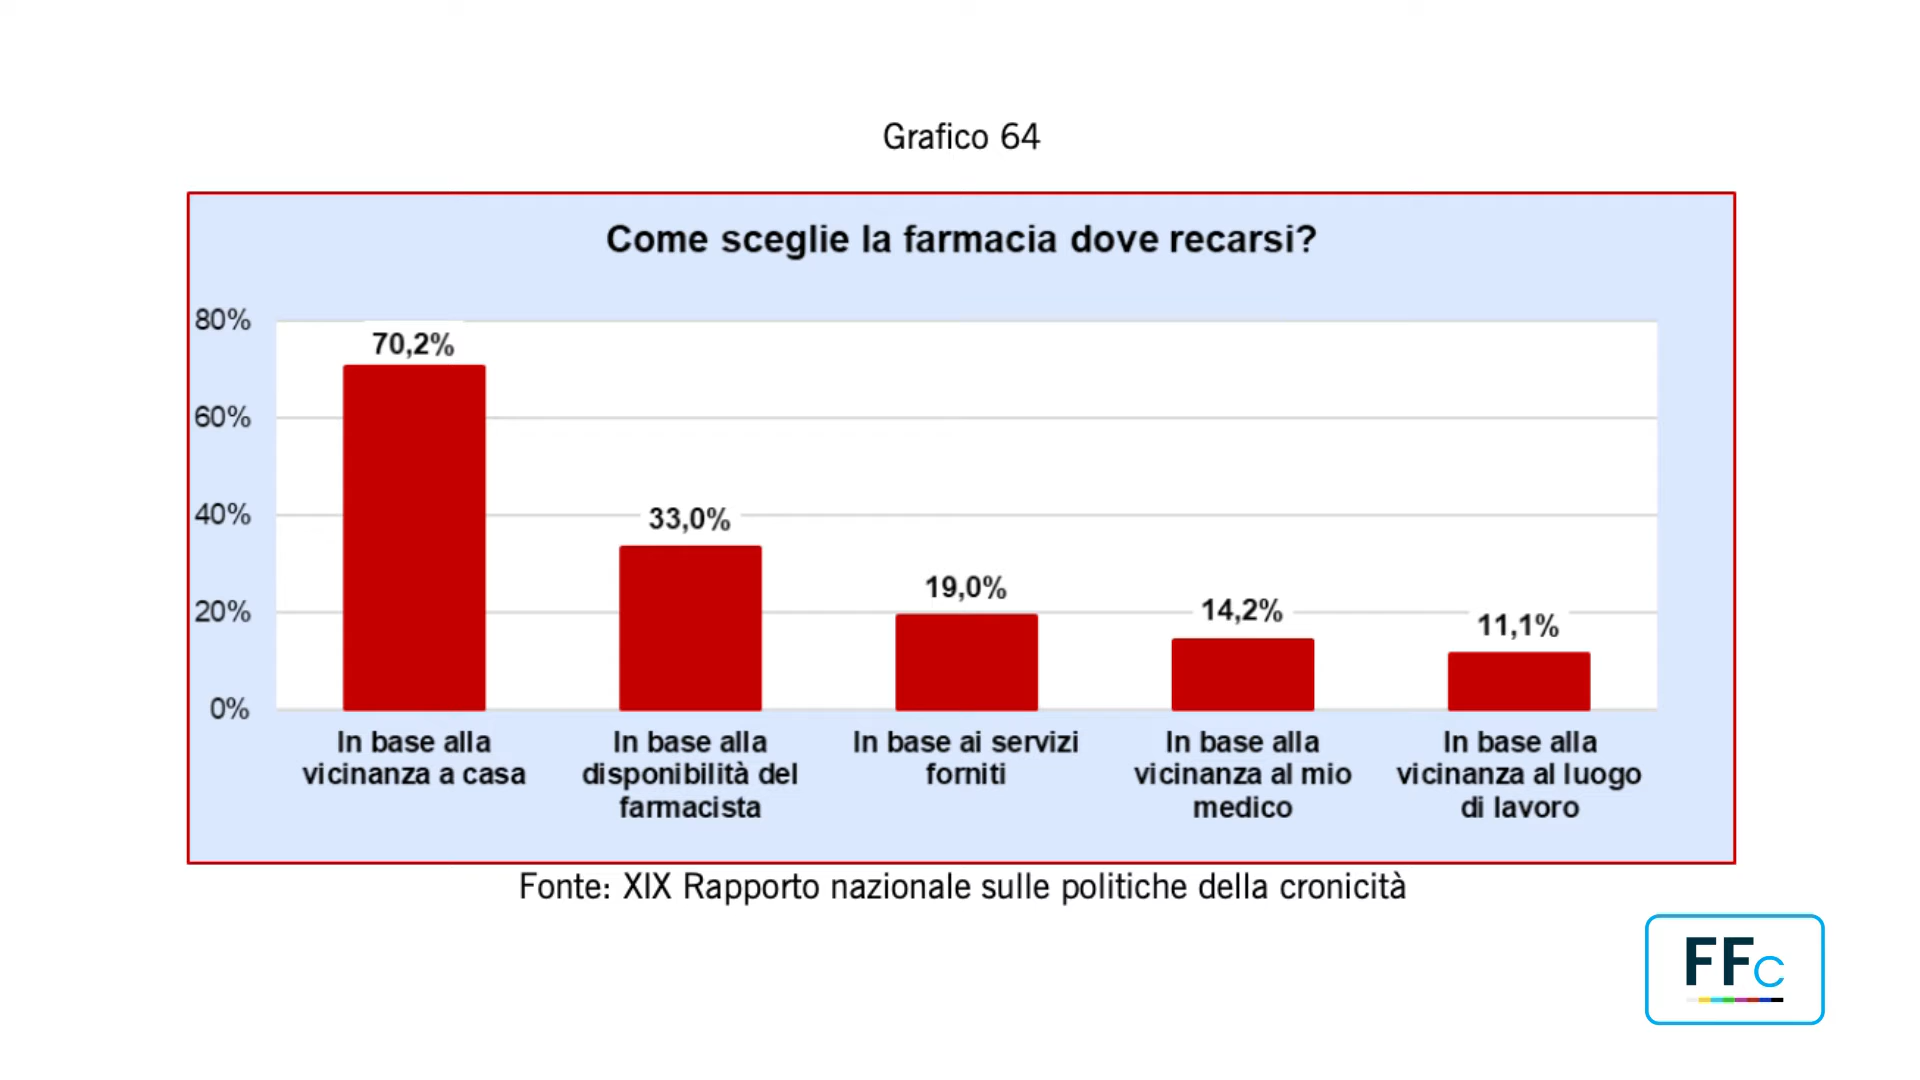 Grafico 64
Come sceglie la farmacia dove recarsi?
80%
60%
40%
20%
0%
70,2%
33,0%
19,0%
14,2%
11,1%
In base alla
vicinanza a casa
In base alla
disponibilità del
farmacista
In base ai servizi
forniti
In base alla
vicinanza al mio
medico
In base alla
vicinanza al luogo
di lavoro
Fonte: XIX Rapporto nazionale sulle politiche della cronicità
FFc